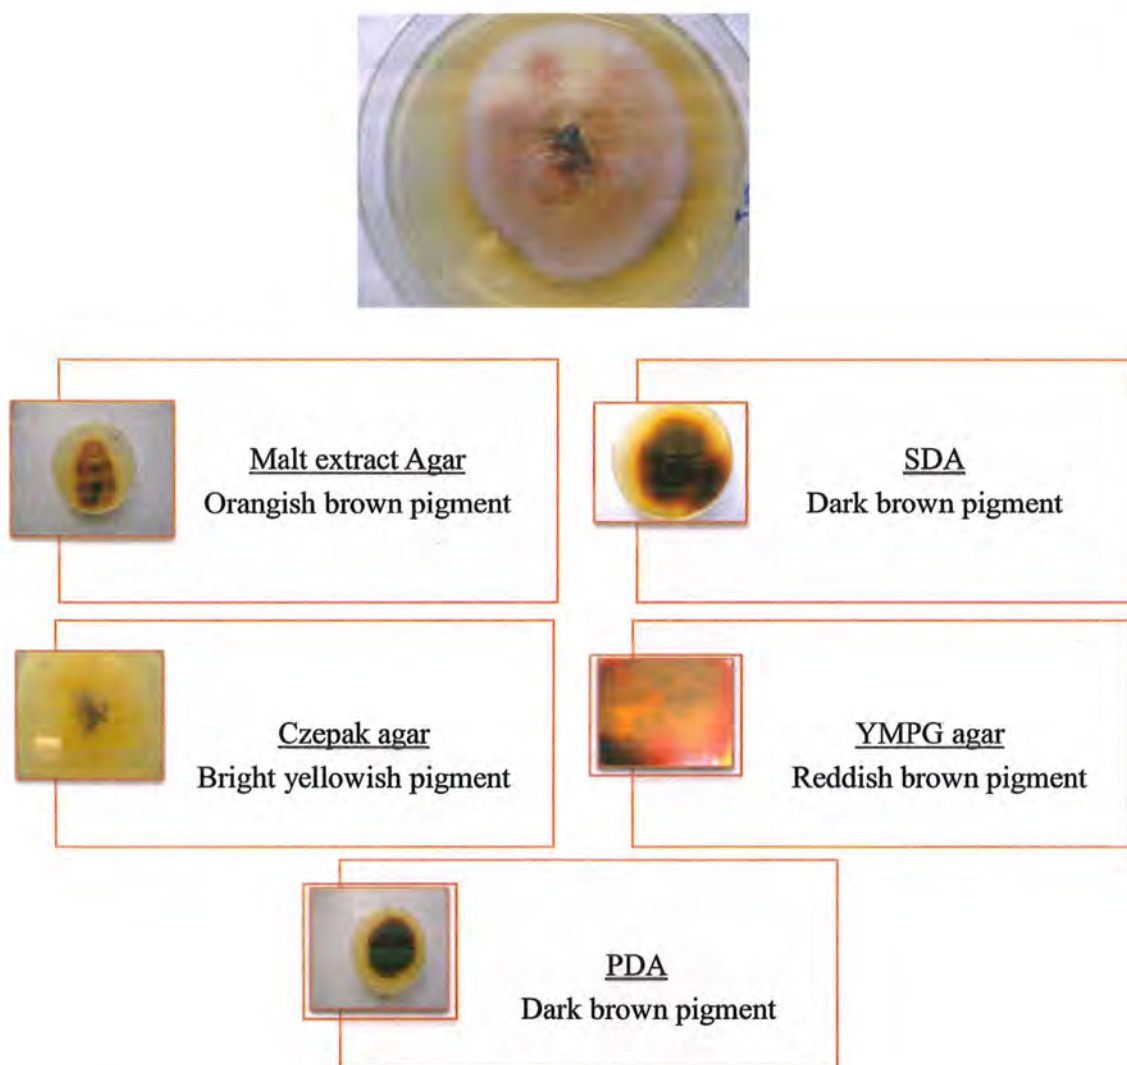 Malt extract Agar
Orangish brown pigment
SDA
Dark brown pigment
Czepak agar
Bright yellowish pigment
YMPG agar
Reddish brown pigment
PDA
Dark brown pigment